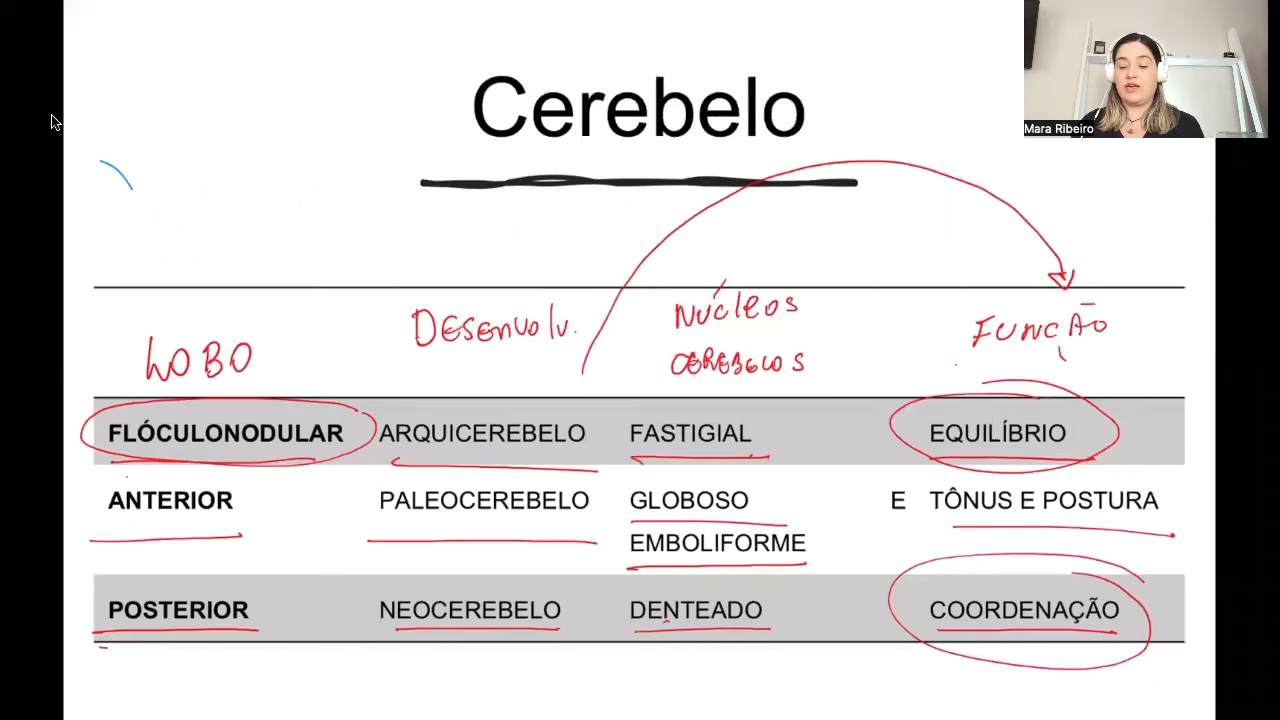 Cerebelo
Mara Ribeiro
LOBO
DESENVOLV.
NÚCLEOS
CEREBELOS
FUNÇÃO
FLÓCULONODULAR ARQUICEREBELO FASTIGIAL EQUILÍBRIO
ANTERIOR PALEOCEREBELO GLOBOSO E TÔNUS E POSTURA
EMBOLIFORME
POSTERIOR NEOCEREBELO DENTEADO COORDENAÇÃO